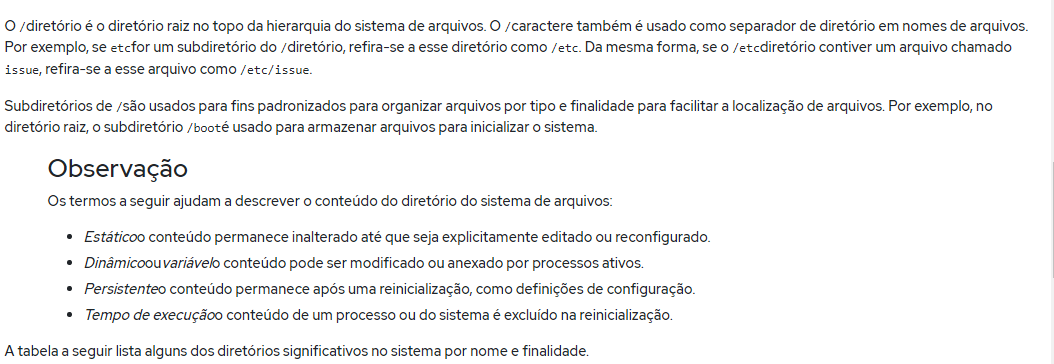 O /diretório é o diretório raiz no topo da hierarquia do sistema de arquivos. O /caractere também é usado como separador de diretório em nomes de arquivos.
Por exemplo, se etcfor um subdiretório do /diretório, refira-se a esse diretório como /etc. Da mesma forma, se o /etcdiretório contiver um arquivo chamado
issue, refira-se a esse arquivo como /etc/issue.
Subdiretórios de /são usados para fins padronizados para organizar arquivos por tipo e finalidade para facilitar a localização de arquivos. Por exemplo, no
diretório raiz, o subdiretório /booté usado para armazenar arquivos para inicializar o sistema.
Observação
Os termos a seguir ajudam a descrever o conteúdo do diretório do sistema de arquivos:
• Estáticoo conteúdo permanece inalterado até que seja explicitamente editado ou reconfigurado.
• Dinâmicoouvariávelo conteúdo pode ser modificado ou anexado por processos ativos.
• Persistenteo conteúdo permanece após uma reinicialização, como definições de configuração.
• Tempo de execuçãoo conteúdo de um processo ou do sistema é excluído na reinicialização.
A tabela a seguir lista alguns dos diretórios significativos no sistema por nome e finalidade.